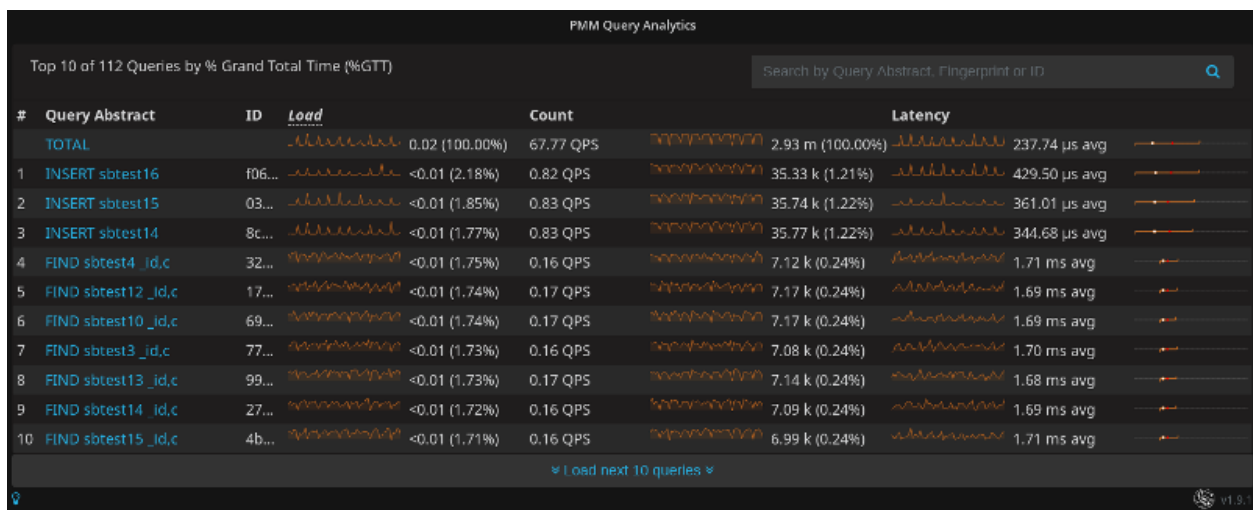 PMM Query Analytics
Top 10 of 112 Queries by % Grand Total Time (%GTT)
Search by Query Abstract, Fingerprint or ID
# Query Abstract ID Load Count Latency
TOTAL 0.02 (100.00%) 67.77 QPS 2.93 m (100.00%) 237.74 µs avg
1 INSERT sbtest16 f06... <0.01 (2.18%) 0.82 QPS 35.33 k (1.21%) 429.50 µs avg
2 INSERT sbtest15 03... <0.01 (1.85%) 0.83 QPS 35.74 k (1.22%) 361.01 µs avg
3 INSERT sbtest14 8c... <0.01 (1.77%) 0.83 QPS 35.77 k (1.22%) 344.68 µs avg
4 FIND sbtest4 _id,c 32... <0.01 (1.75%) 0.16 QPS 7.12 k (0.24%) 1.71 ms avg
5 FIND sbtest12 _id,c 17... <0.01 (1.74%) 0.17 QPS 7.17 k (0.24%) 1.69 ms avg
6 FIND sbtest10 _id,c 69... <0.01 (1.74%) 0.17 QPS 7.17 k (0.24%) 1.69 ms avg
7 FIND sbtest3 _id,c 77... <0.01 (1.73%) 0.16 QPS 7.08 k (0.24%) 1.70 ms avg
8 FIND sbtest13 _id,c 99... <0.01 (1.73%) 0.17 QPS 7.14 k (0.24%) 1.68 ms avg
9 FIND sbtest14 _id,c 27... <0.01 (1.72%) 0.16 QPS 7.09 k (0.24%) 1.69 ms avg
10 FIND sbtest15 _id,c 4b... <0.01 (1.71%) 0.16 QPS 6.99 k (0.24%) 1.71 ms avg
Load next 10 queries
v1.9.1